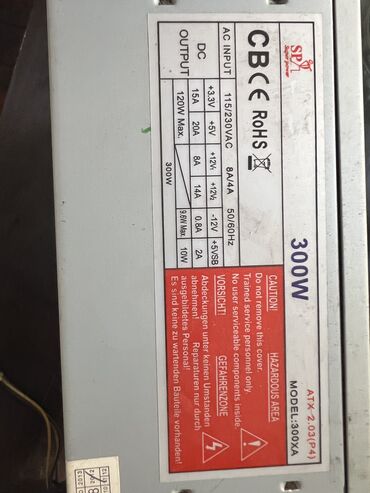 SP
Super power
CB CE RoHS
300W
ATX-2.03(P4)
MODEL:300XA
AC INPUT 115/230VAC 8A/4A 50/60Hz
DC OUTPUT +3.3V +5V +12V1 +12V2 -12V +5VSB
15A 20A 8A 14A 0.8A 2A
120W Max. 9.6W Max. 10W
300W
CAUTION! HAZARDOUS AREA
Do not remove this cover.
Trained service personnel only.
No user serviceable components inside.
VORSICHT! GEFAHRENZONE
Abdeckungen unter keinen Umständen
abnehmen! Reparaturen nur durch
ausgebildetes Personal!
Es sind keine zu wartenden Bauteile vorhanden!